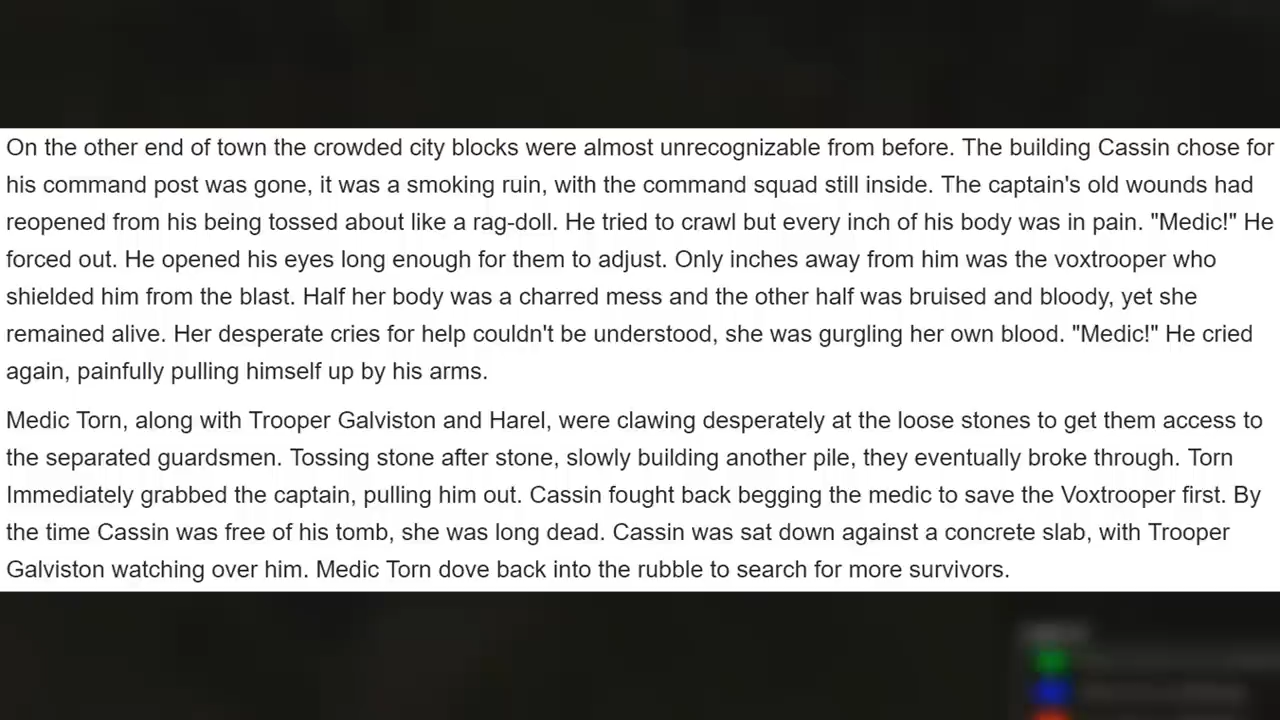 On the other end of town the crowded city blocks were almost unrecognizable from before. The building Cassin chose for
his command post was gone, it was a smoking ruin, with the command squad still inside. The captain's old wounds had
reopened from his being tossed about like a rag-doll. He tried to crawl but every inch of his body was in pain. "Medic!" He
forced out. He opened his eyes long enough for them to adjust. Only inches away from him was the voxtrooper who
shielded him from the blast. Half her body was a charred mess and the other half was bruised and bloody, yet she
remained alive. Her desperate cries for help couldn't be understood, she was gurgling her own blood. "Medic!" He cried
again, painfully pulling himself up by his arms.
Medic Torn, along with Trooper Galviston and Harel, were clawing desperately at the loose stones to get them access to
the separated guardsmen. Tossing stone after stone, slowly building another pile, they eventually broke through. Torn
Immediately grabbed the captain, pulling him out. Cassin fought back begging the medic to save the Voxtrooper first. By
the time Cassin was free of his tomb, she was long dead. Cassin was sat down against a concrete slab, with Trooper
Galviston watching over him. Medic Torn dove back into the rubble to search for more survivors.